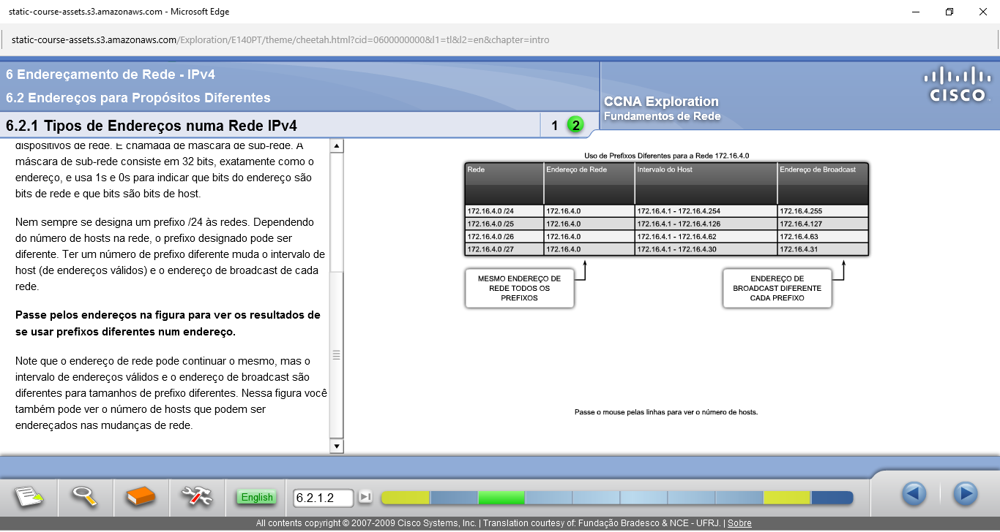 static-course-assets.s3.amazonaws.com - Microsoft Edge
static-course-assets.s3.amazonaws.com/Exploration/E140PT/theme/cheetah.html?cid=0600000000&l1=tl&l2=en&chapter=intro
6 Endereçamento de Rede - IPv4
6.2 Endereços para Propósitos Diferentes
CCNA Exploration
Fundamentos de Rede
CISCO
6.2.1 Tipos de Endereços numa Rede IPv4
1 2
dispositivos de rede. É chamada de máscara de sub-rede. A
máscara de sub-rede consiste em 32 bits, exatamente como o
endereço, e usa 1s e 0s para indicar que bits do endereço são
bits de rede e que bits são bits de host.
Nem sempre se designa um prefixo /24 às redes. Dependendo
do número de hosts na rede, o prefixo designado pode ser
diferente. Ter um número de prefixo diferente muda o intervalo de
host (de endereços válidos) e o endereço de broadcast de cada
rede.
Passe pelos endereços na figura para ver os resultados de
se usar prefixos diferentes num endereço.
Note que o endereço de rede pode continuar o mesmo, mas o
intervalo de endereços válidos e o endereço de broadcast são
diferentes para tamanhos de prefixo diferentes. Nessa figura você
também pode ver o número de hosts que podem ser
endereçados nas mudanças de rede.
Uso de Prefixos Diferentes para a Rede 172.16.4.0
Rede Endereço de Rede Intervalo do Host Endereço de Broadcast
172.16.4.0 /24 172.16.4.0 172.16.4.1 - 172.16.4.254 172.16.4.255
172.16.4.0 /25 172.16.4.0 172.16.4.1 - 172.16.4.126 172.16.4.127
172.16.4.0 /26 172.16.4.0 172.16.4.1 - 172.16.4.62 172.16.4.63
172.16.4.0 /27 172.16.4.0 172.16.4.1 - 172.16.4.30 172.16.4.31
MESMO ENDEREÇO DE
REDE TODOS OS
PREFIXOS
ENDEREÇO DE
BROADCAST DIFERENTE
CADA PREFIXO
Passe o mouse pelas linhas para ver o número de hosts.
English
6.2.1.2
All contents copyright © 2007-2009 Cisco Systems, Inc. | Translation courtesy of: Fundação Bradesco & NCE - UFRJ. | Sobre